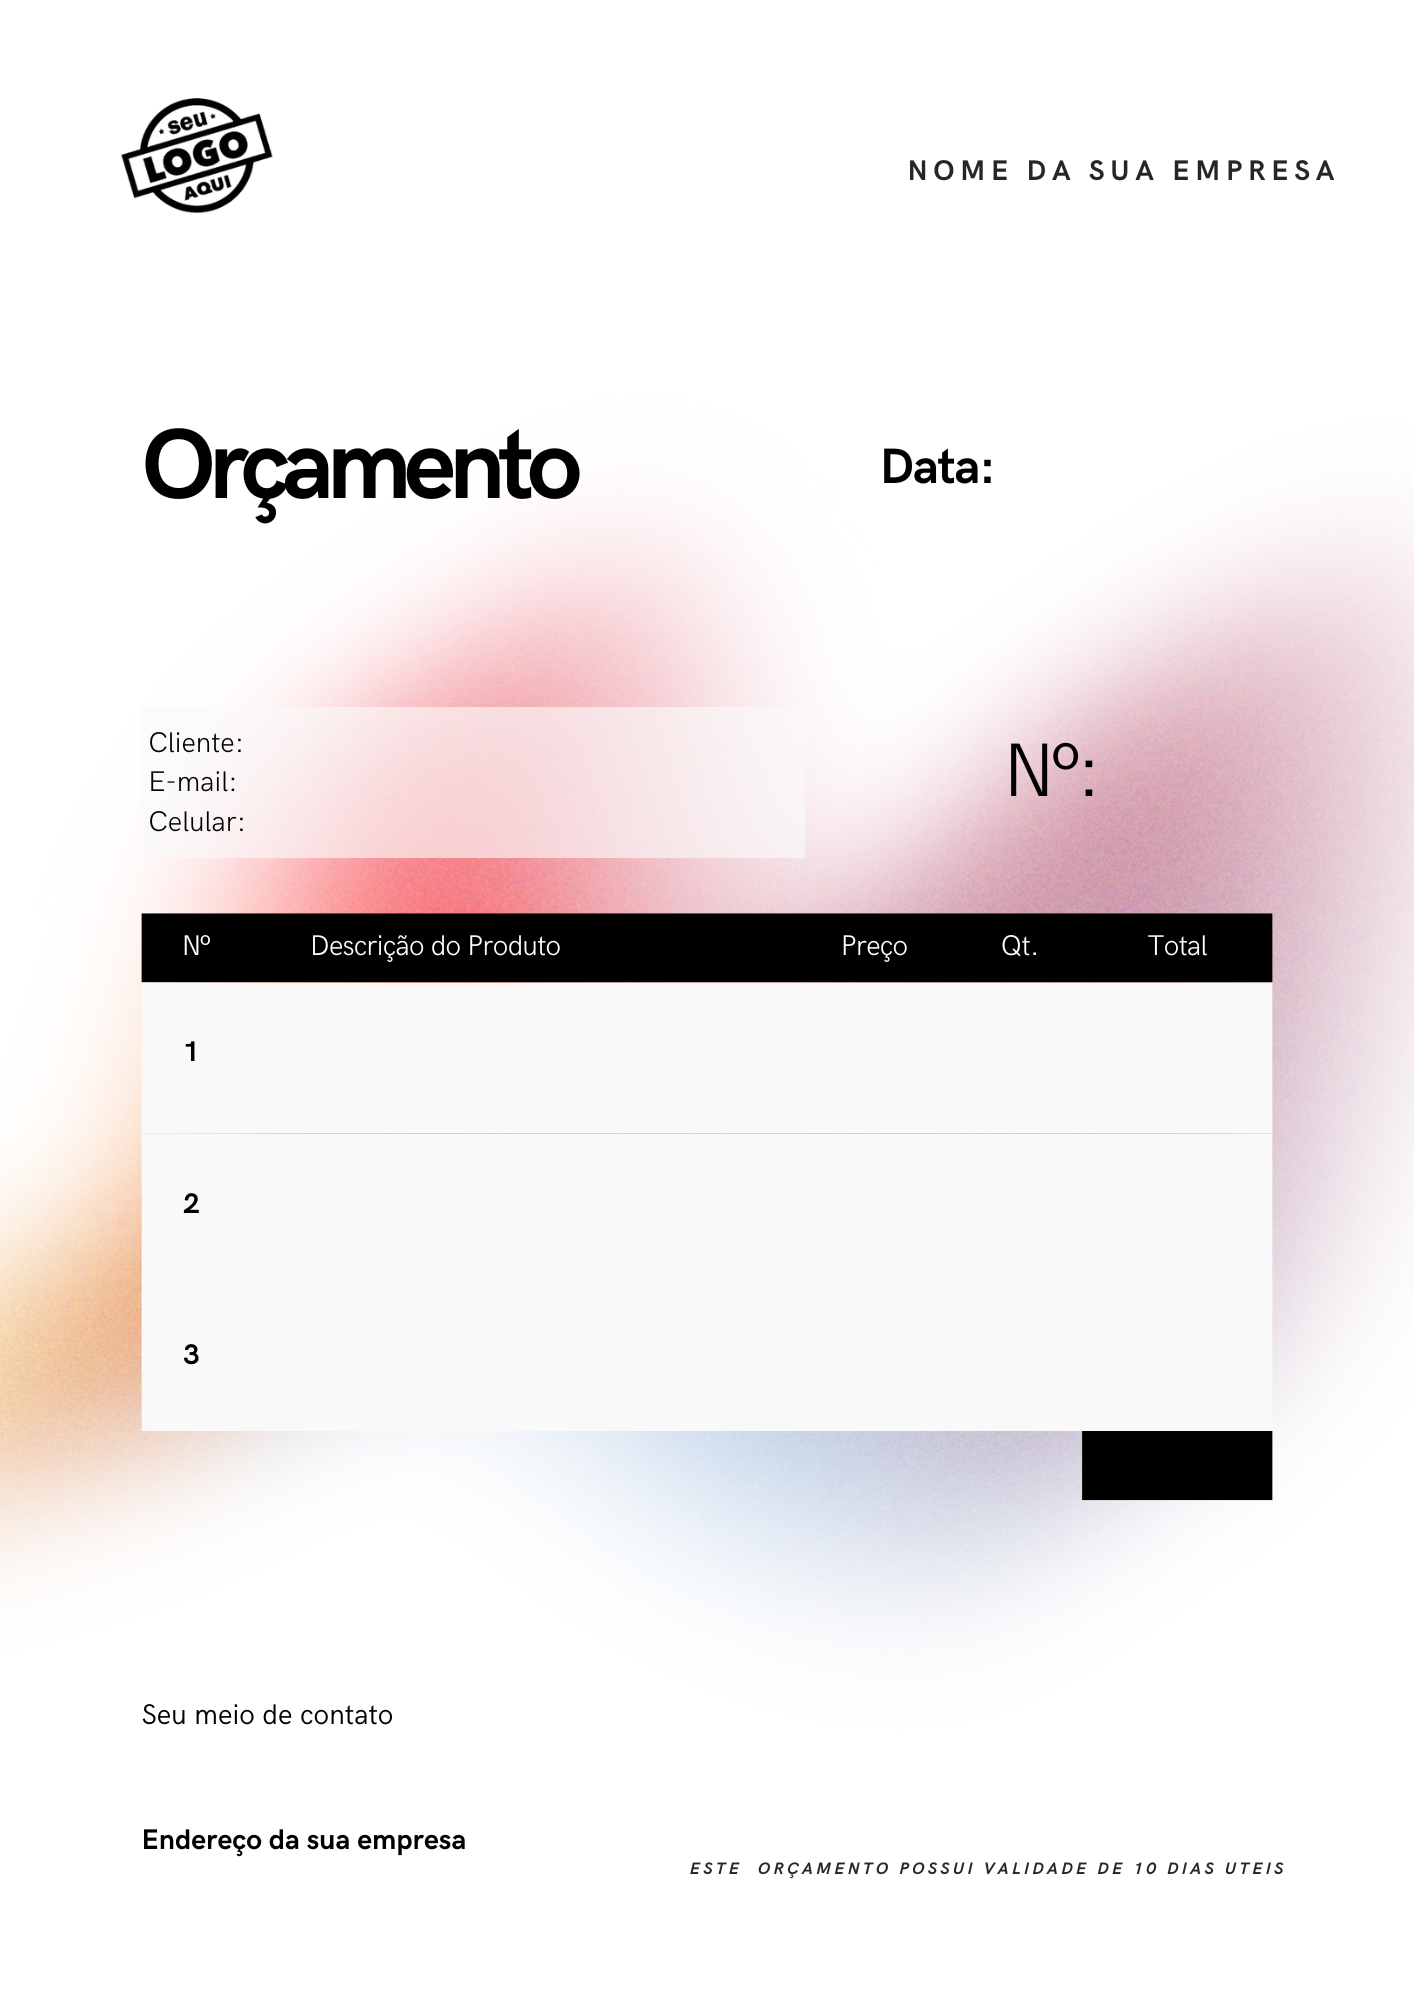 seu
LOGO
AQUI
NOME DA SUA EMPRESA
Orçamento
Data:
Cliente:
E-mail:
Celular:
Nº:
Nº Descrição do Produto Preço Qt. Total
1
2
3
Seu meio de contato
Endereço da sua empresa
ESTE ORÇAMENTO POSSUI VALIDADE DE 10 DIAS UTEIS